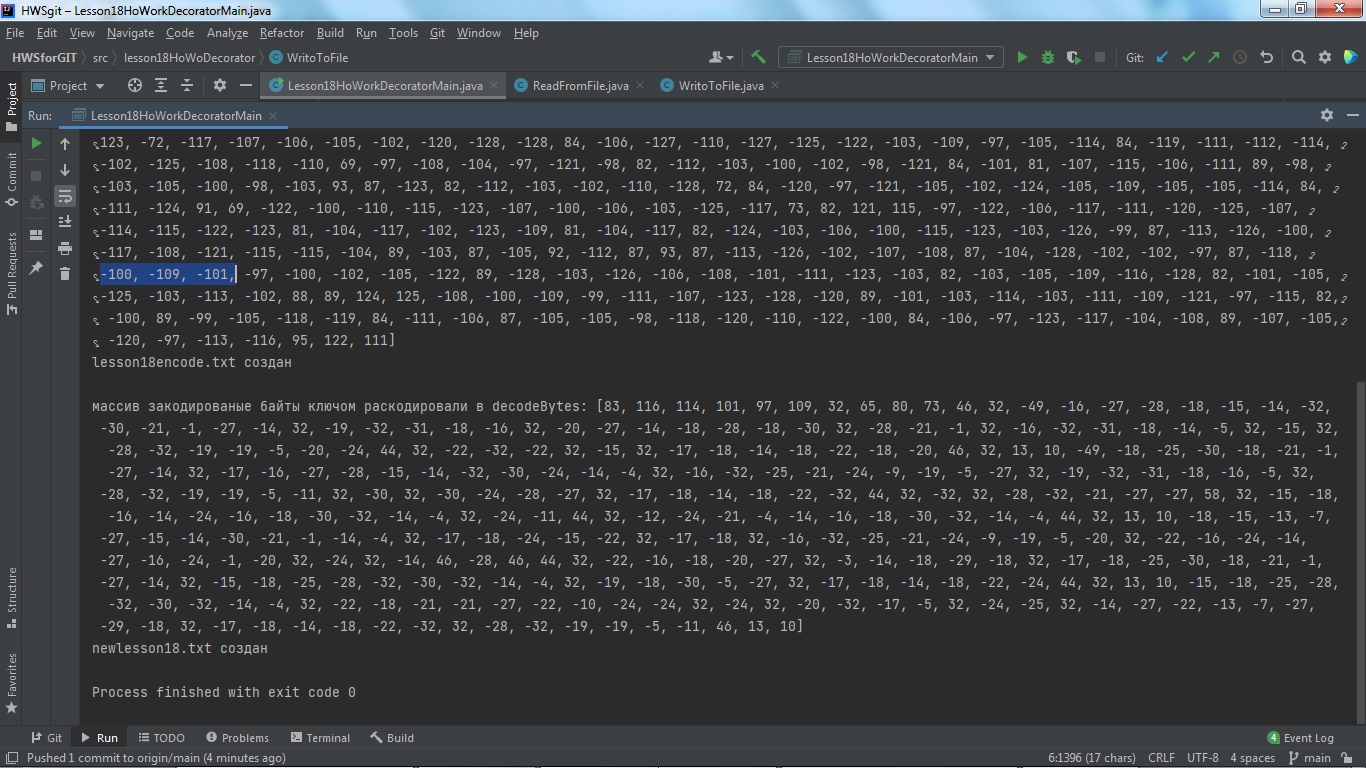 HWSgit – Lesson18HoWorkDecoratorMain.java
File Edit View Navigate Code Analyze Refactor Build Run Tools Git Window Help
HWSforGIT src lesson18HoWoDecorator WritoToFile Lesson18HoWorkDecoratorMain Git:
Project Lesson18HoWorkDecoratorMain.java ReadFromFile.java WritoToFile.java
Run: Lesson18HoWorkDecoratorMain
123, -72, -117, -107, -106, -105, -102, -120, -128, -128, 84, -106, -127, -110, -127, -125, -122, -103, -109, -97, -105, -114, 84, -119, -111, -112, -114,
-102, -125, -108, -118, -110, 69, -97, -108, -104, -97, -121, -98, 82, -112, -103, -100, -102, -98, -121, 84, -101, 81, -107, -115, -106, -111, 89, -98,
-103, -105, -100, -98, -103, 93, 87, -123, 82, -112, -103, -102, -110, -128, 72, 84, -120, -97, -121, -105, -102, -124, -105, -109, -105, -105, -114, 84,
-111, -124, 91, 69, -122, -100, -110, -115, -123, -107, -100, -106, -103, -125, -117, 73, 82, 121, 115, -97, -122, -106, -117, -111, -120, -125, -107,
-114, -115, -122, -123, 81, -104, -117, -102, -123, -109, 81, -104, -117, 82, -124, -103, -106, -100, 89, -115, -123, -103, -126, -99, 87, -113, -126, -100,
-117, -108, -121, -115, -115, -104, 89, -103, 87, -105, 92, -112, 87, 93, 87, -113, -126, -102, -107, -108, 87, -104, -128, -102, -102, -97, 87, -118,
-100, -109, -101, -97, -100, -102, -105, -122, 89, -128, -103, -126, -106, -108, -101, -111, -123, -103, 82, -103, -105, -109, -116, -128, 82, -101, -105,
-125, -103, -113, -102, 88, 89, 124, 125, -108, -100, -109, -99, -111, -107, -123, -128, -120, 89, -101, -103, -114, -103, -111, -109, -121, -97, -115, 82,
-100, 89, -99, -105, -118, -119, 84, -111, -106, 87, -105, -105, -98, -118, -120, -110, -122, -100, 84, -106, -97, -123, -117, -104, -108, 89, -107, -105,
-120, -97, -113, -116, 95, 122, 111]
lesson18encode.txt создан
массив закодированые байты ключом раскодировали в decodeBytes: [83, 116, 114, 101, 97, 109, 32, 65, 80, 73, 46, 32, -49, -16, -27, -28, -18, -15, -14, -32,
-30, -21, -1, -27, -14, 32, -19, -32, -31, -18, -16, 32, -20, -27, -14, -18, -28, -18, -30, 32, -28, -21, -1, 32, -16, -32, -31, -18, -14, -5, 32, -15, 32,
-28, -32, -19, -19, -5, -20, -24, 44, 32, -22, -32, -22, 32, -15, 32, -17, -18, -14, -18, -22, -18, -20, 46, 32, 13, 10, -49, -18, -25, -30, -18, -21, -1,
-27, -14, 32, -17, -16, -27, -28, -15, -14, -32, -30, -24, -14, -4, 32, -16, -32, -25, -21, -24, -9, -19, -5, -27, 32, -19, -32, -31, -18, -16, -5, 32,
-28, -32, -19, -19, -5, -11, 32, -30, 32, -30, -24, -28, -27, 32, -17, -18, -14, -18, -22, -32, 44, 32, 32, 32, -28, -32, -21, -27, -27, 58, 32, -15, -18,
-16, -14, -24, -16, -18, -30, -32, -14, -4, 32, -24, -11, 44, 32, -12, -24, -21, -4, -14, -16, -18, -30, -32, -14, -4, 44, 32, 13, 10, -18, -15, -13, -7,
-27, -15, -14, -30, -21, -1, -14, -4, 32, -17, -18, -24, -15, -22, 32, -17, -18, 32, -16, -32, -25, -21, -24, -9, -19, -5, -20, 32, -22, -16, -24, -14,
-27, -16, -24, -1, -20, 32, -24, 32, -14, 46, -28, 46, 44, 32, -22, -16, -18, -20, -27, 32, -3, -14, -18, -29, -18, 32, -17, -18, -25, -30, -18, -21, -1,
-27, -14, 32, -15, -18, -25, -28, -32, -30, -32, -14, -4, 32, -19, -18, -30, -5, -27, 32, -17, -18, -14, -18, -22, -24, 44, 32, 13, 10, -15, -18, -25, -28,
-32, -30, -32, -14, -4, 32, -22, -18, -21, -21, -27, -22, -10, -24, -24, 32, -24, 32, -20, -32, -17, -5, 32, -24, -25, 32, -14, -27, -22, -13, -7, -27,
-29, -18, 32, -17, -18, -14, -18, -22, -32, 32, -28, -32, -19, -19, -5, -11, 46, 13, 10]
newlesson18.txt создан
Process finished with exit code 0
Project
Commit
Pull Requests
Structure
Favorites
Git Run TODO Problems Terminal Build 4 Event Log
Pushed 1 commit to origin/main (4 minutes ago) 6:1396 (17 chars) CRLF UTF-8 4 spaces main